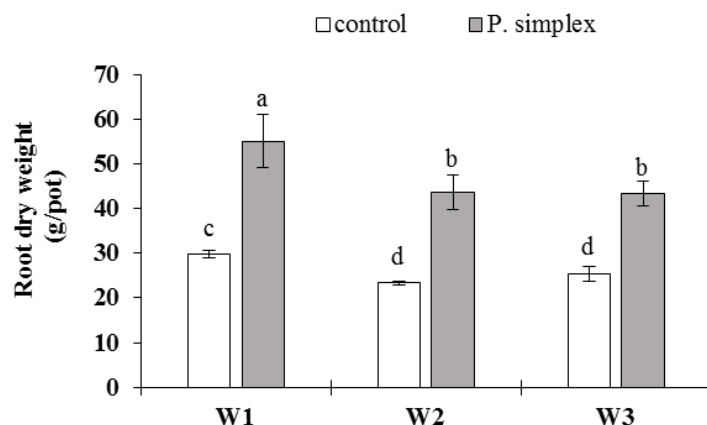 control P. simplex
Root dry weight
(g/pot)
70
60
50
40
30
20
10
0
c a
d b
d b
W1 W2 W3